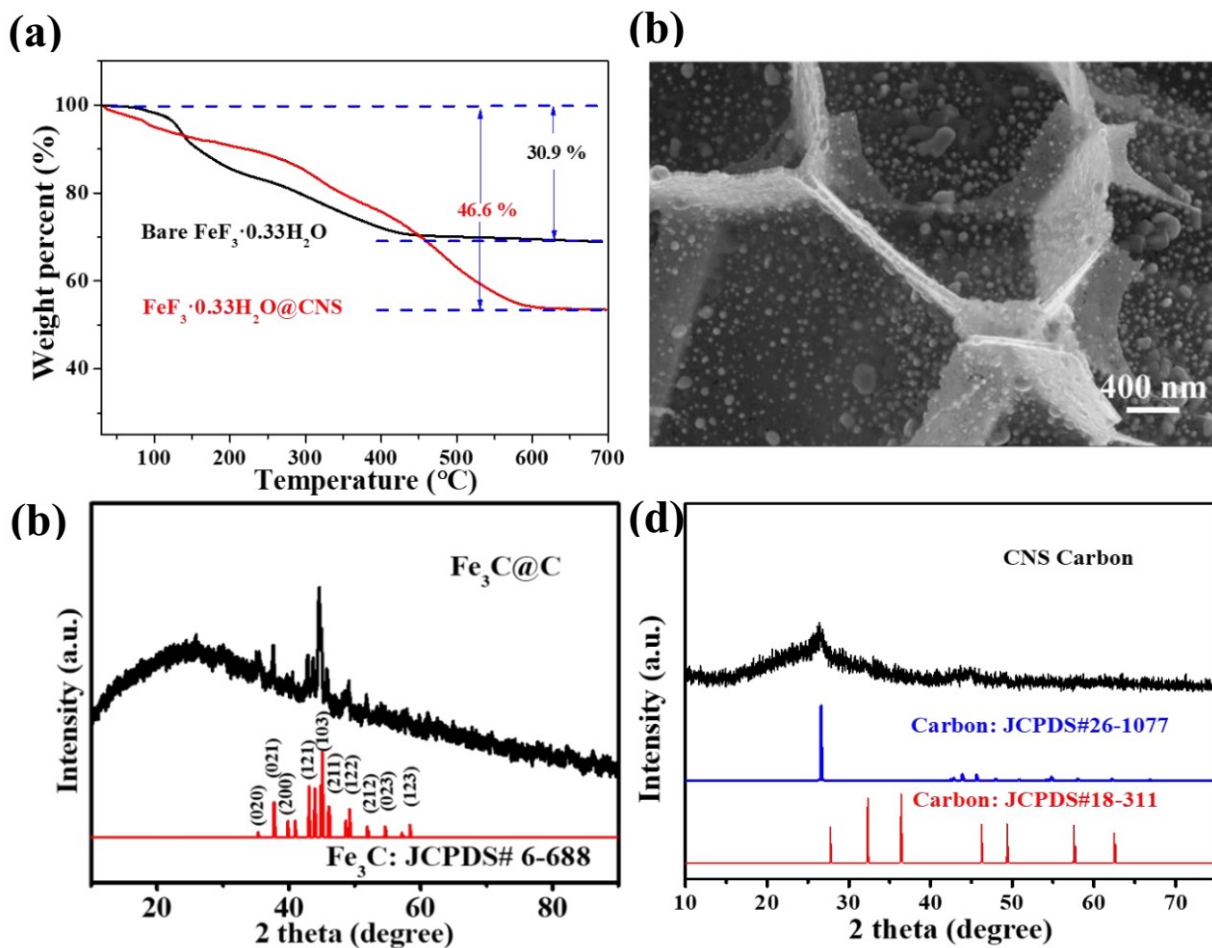 (a)
100
80
60
40
Weight percent (%)
30.9 %
46.6 %
Bare FeF₃·0.33H₂O
FeF₃·0.33H₂O@CNS
100 200 300 400 500 600 700
Temperature (°C)
(b)
400 nm
(b)
Fe₃C@C
Intensity (a.u.)
(020)
(021)
(200)
(121)
(103)
(211)
(122)
(212)
(023)
(123)
Fe₃C: JCPDS# 6-688
20 40 60 80
2 theta (degree)
(d)
CNS Carbon
Intensity (a.u.)
Carbon: JCPDS#26-1077
Carbon: JCPDS#18-311
10 20 30 40 50 60 70
2 theta (degree)